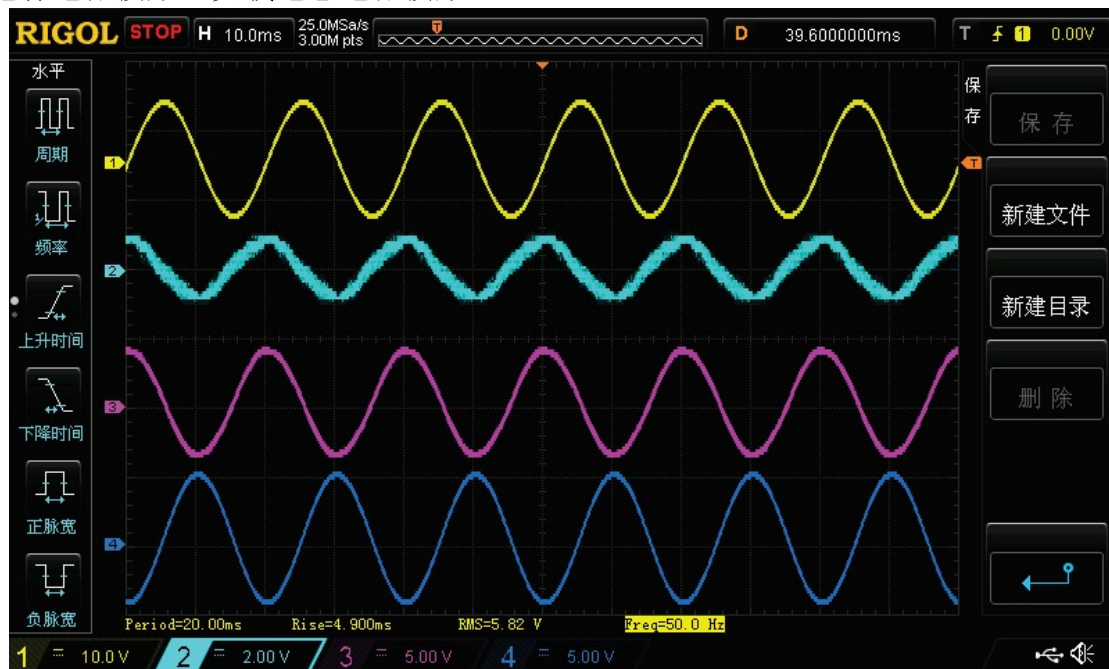 RIGOL STOP H 10.0ms 25.0MSa/s 3.00M pts D 39.6000000ms T 1 0.00V
水平
周期
频率
上升时间
下降时间
正脉宽
负脉宽
T
1
2
3
4
T
Period=20.00ms Rise=4.900ms RMS=5.82 V Freq=50.0 Hz
保存
保存
新建文件
新建目录
删除
1 10.0 V 2 2.00 V 3 5.00 V 4 5.00 V